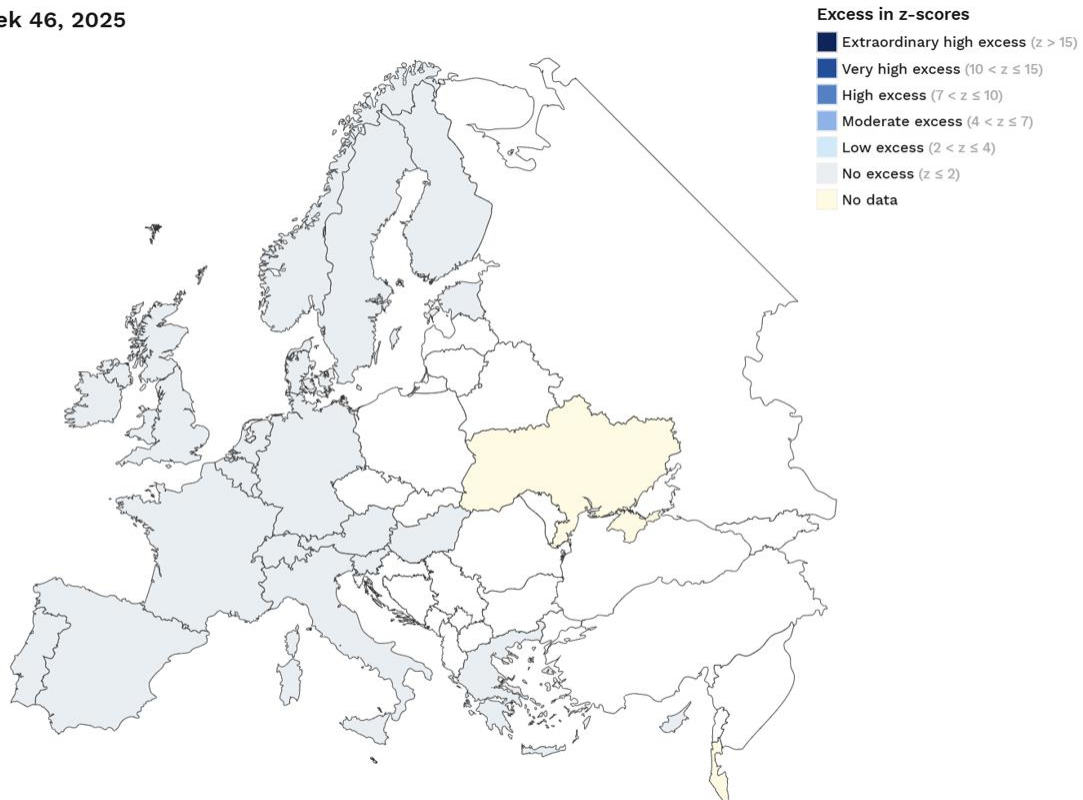 ek 46, 2025
Excess in z-scores
Extraordinary high excess (z > 15)
Very high excess (10 < z ≤ 15)
High excess (7 < z ≤ 10)
Moderate excess (4 < z ≤ 7)
Low excess (2 < z ≤ 4)
No excess (z ≤ 2)
No data